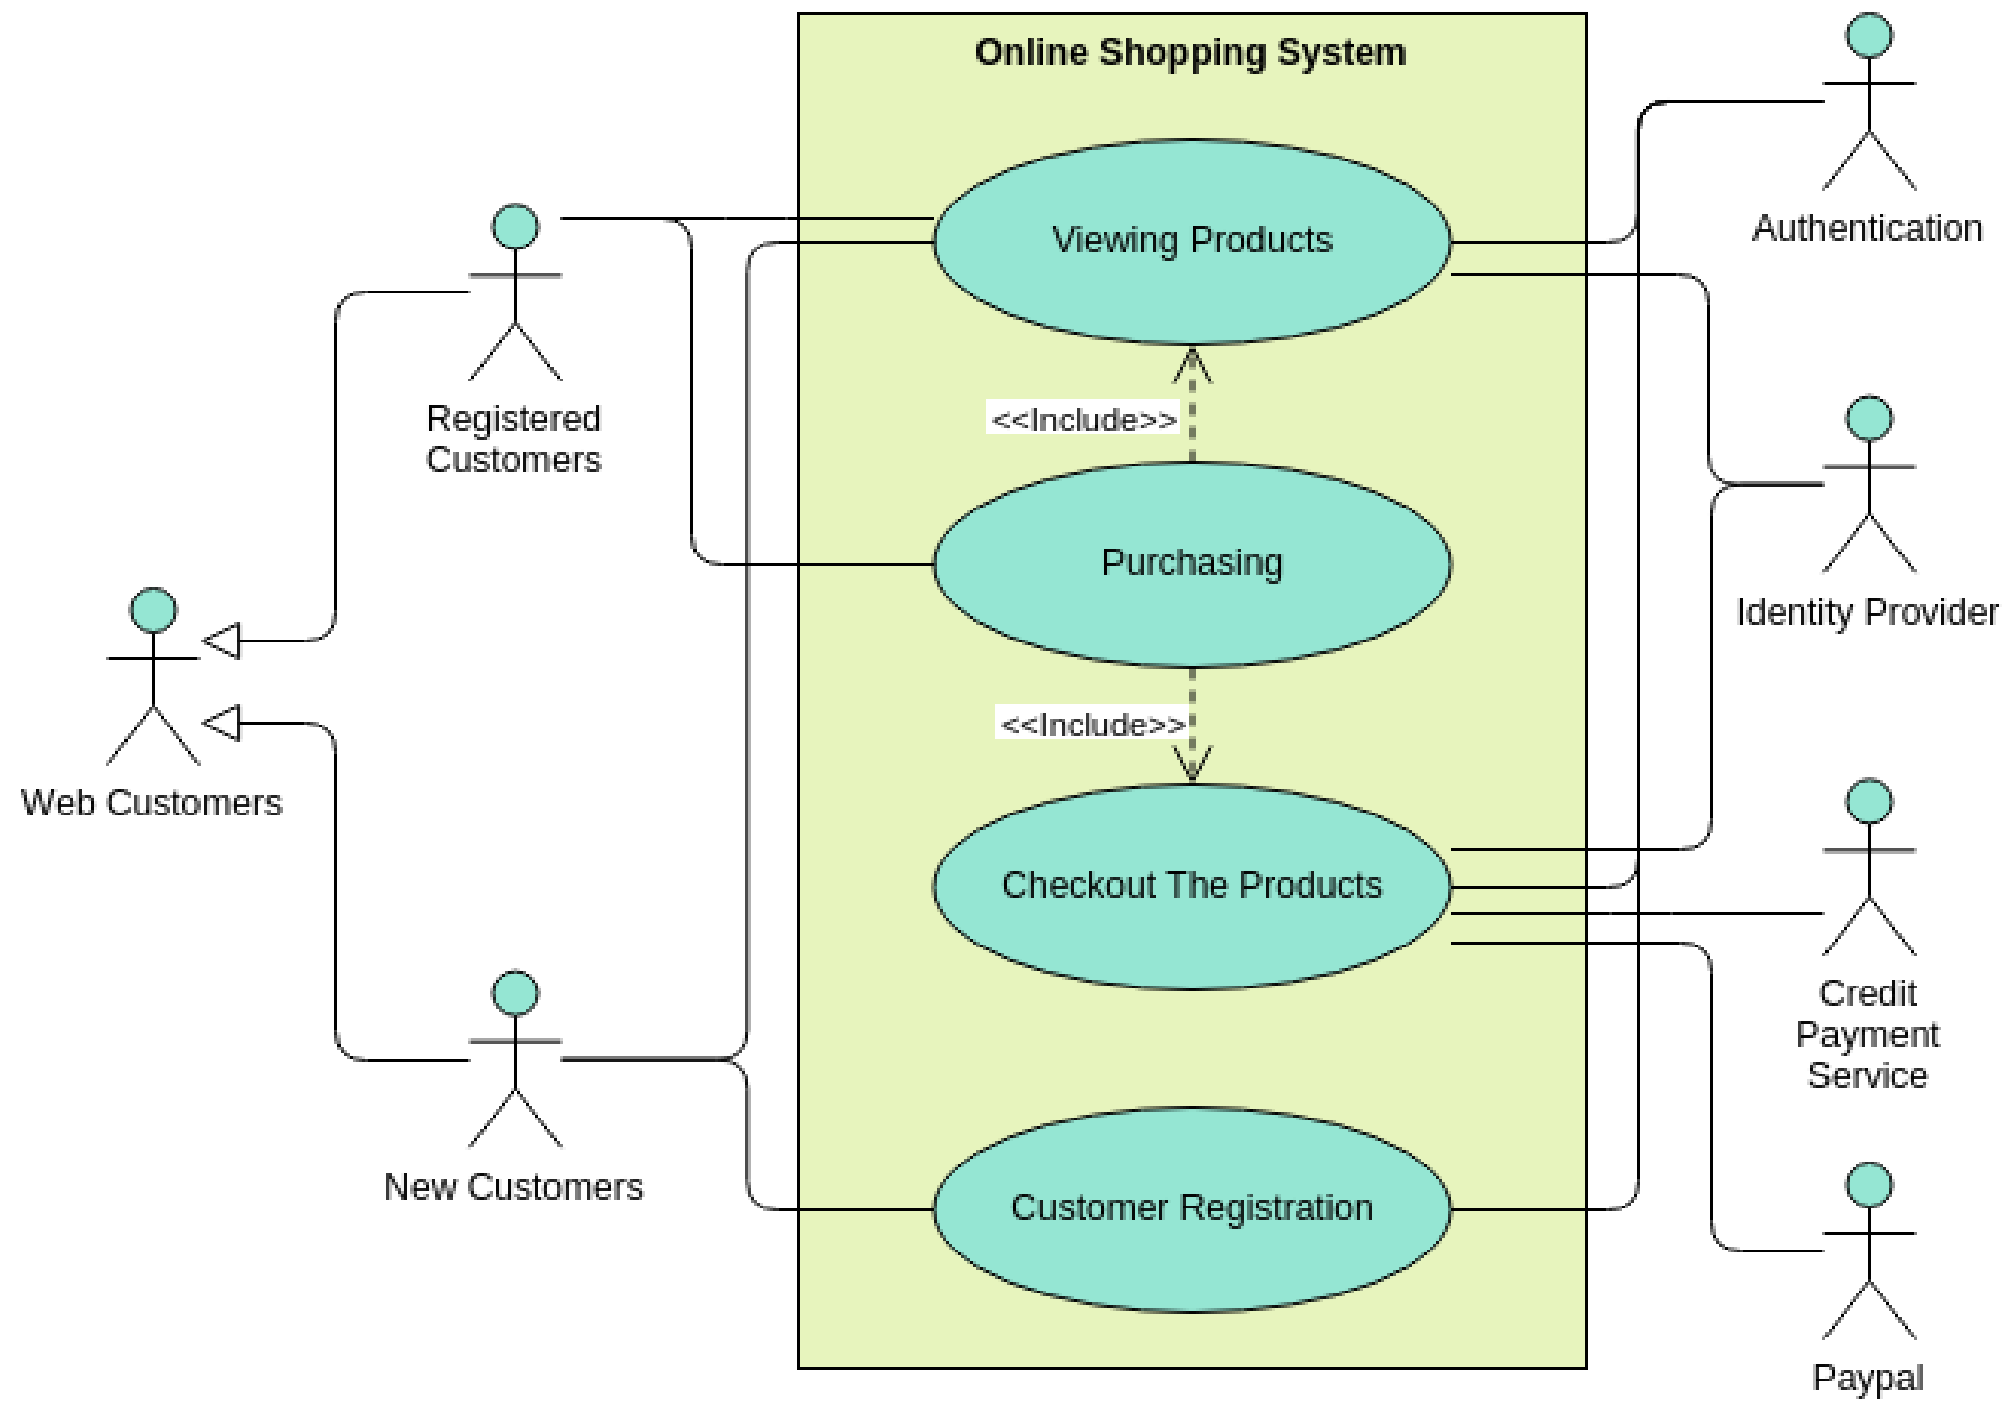 Online Shopping System
Viewing Products
Authentication
Registered
Customers
<<Include>>
Purchasing
Identity Provider
<<Include>>
Web Customers
Checkout The Products
Credit
Payment
Service
New Customers
Customer Registration
Paypal